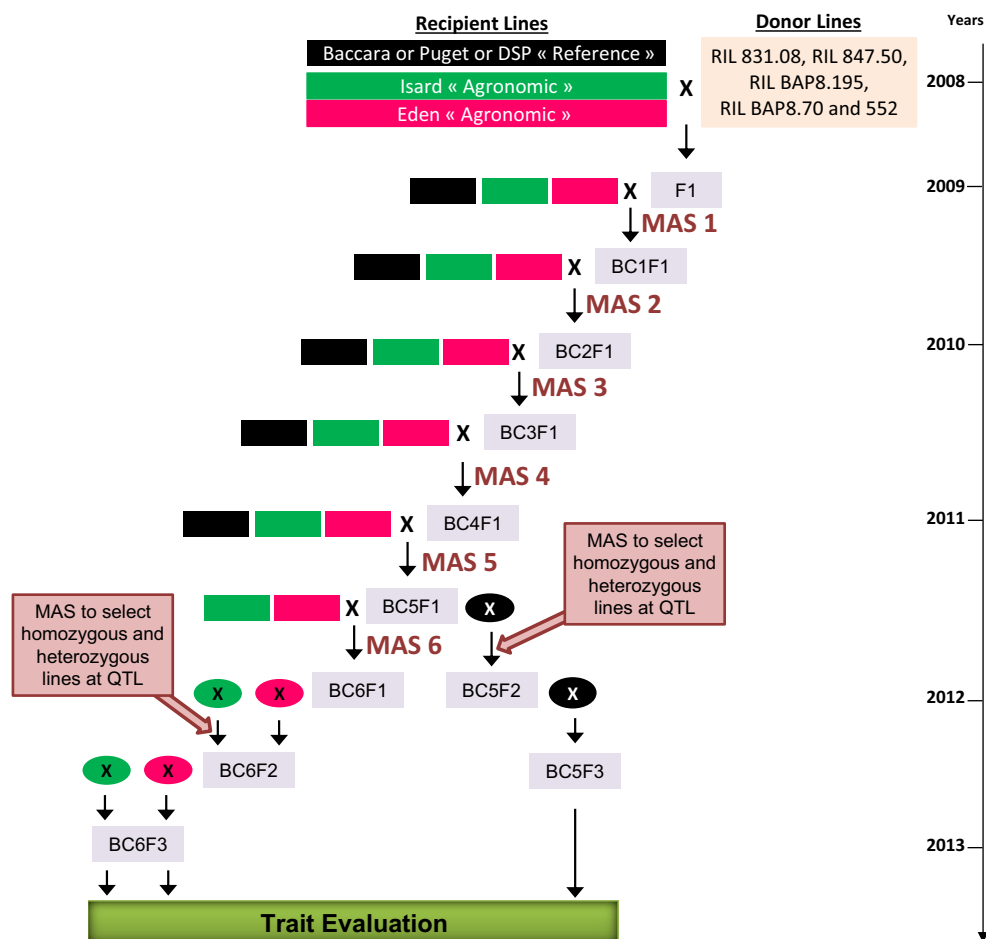 Recipient Lines
Donor Lines
Years
Baccara or Puget or DSP « Reference »
Isard « Agronomic »
Eden « Agronomic »
X
RIL 831.08, RIL 847.50,
RIL BAP8.195,
RIL BAP8.70 and 552
2008
X
F1
2009
MAS 1
X
BC1F1
MAS 2
X
BC2F1
2010
MAS 3
X
BC3F1
MAS 4
X
BC4F1
2011
MAS 5
MAS to select
homozygous and
heterozygous
lines at QTL
X
BC5F1
X
MAS 6
MAS to select
homozygous and
heterozygous
lines at QTL
X
X
BC6F1
BC5F2
X
2012
X
X
BC6F2
BC5F3
BC6F3
2013
Trait Evaluation